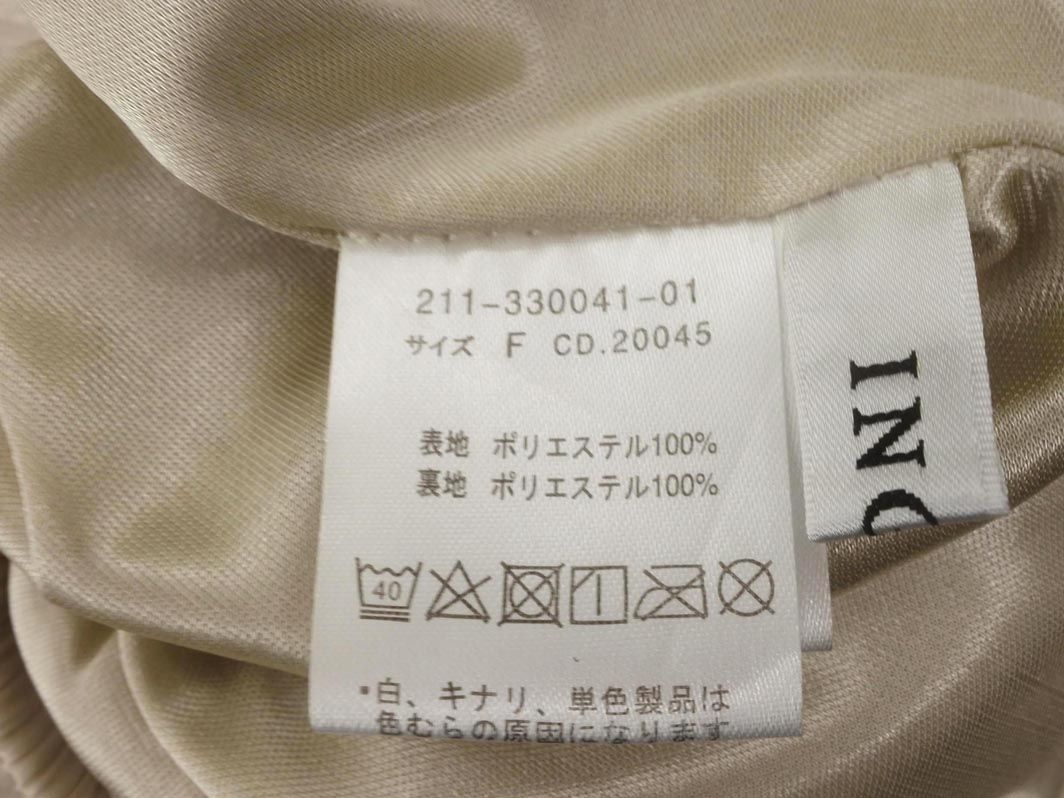 211-330041-01
サイズ F CD.20045
表地 ポリエステル100%
裏地 ポリエステル100%
40
・白、キナリ、単色製品は
色むらの原因になります
IN